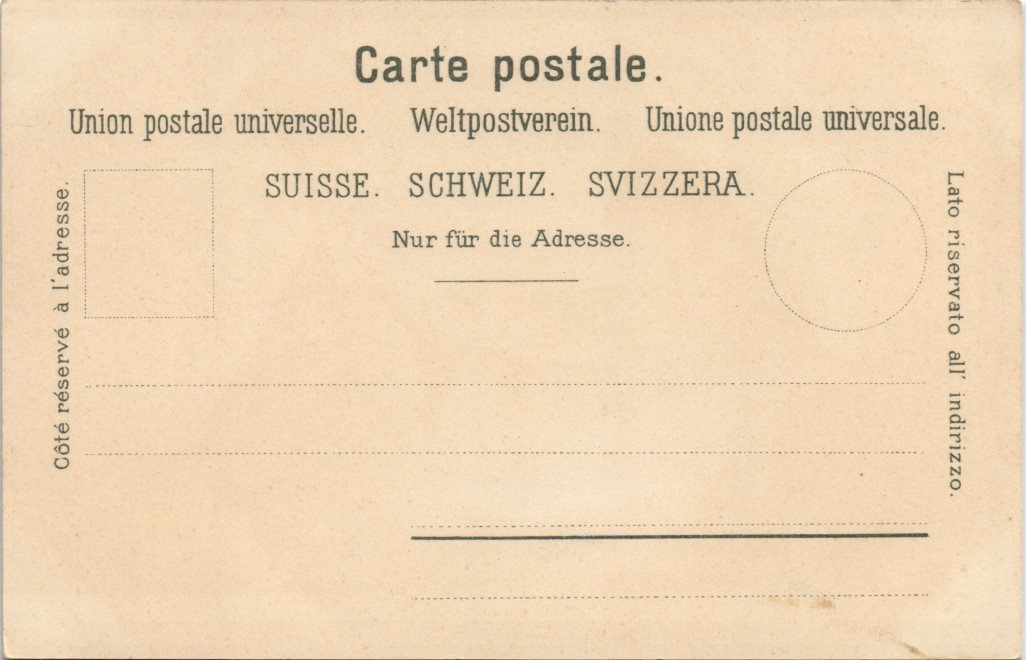 Carte postale.
Union postale universelle. Weltpostverein. Unione postale universale.
SUISSE. SCHWEIZ. SVIZZERA.
Nur für die Adresse.
Côté réservé à l'adresse.
Lato riservato all' indirizzo.